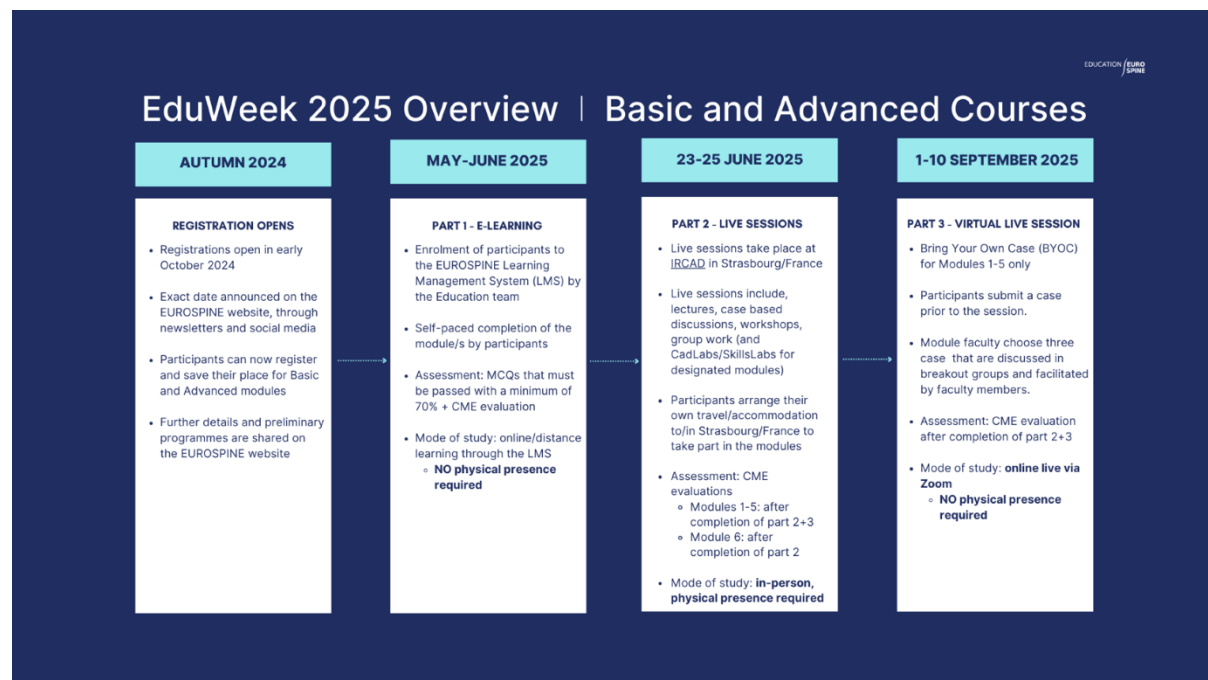 EDUCATION EURO
SPINE
EduWeek 2025 Overview | Basic and Advanced Courses
AUTUMN 2024
REGISTRATION OPENS
• Registrations open in early
October 2024
• Exact date announced on the
EUROSPINE website, through
newsletters and social media
• Participants can now register
and save their place for Basic
and Advanced modules
• Further details and preliminary
programmes are shared on
the EUROSPINE website
MAY-JUNE 2025
PART 1 - E-LEARNING
• Enrolment of participants to
the EUROSPINE Learning
Management System (LMS) by
the Education team
• Self-paced completion of the
module/s by participants
• Assessment: MCQs that must
be passed with a minimum of
70% + CME evaluation
• Mode of study: online/distance
learning through the LMS
◦ NO physical presence
required
23-25 JUNE 2025
PART 2 - LIVE SESSIONS
• Live sessions take place at
IRCAD in Strasbourg/France
• Live sessions include,
lectures, case based
discussions, workshops,
group work (and
CadLabs/SkillsLabs for
designated modules)
• Participants arrange their
own travel/accommodation
to/in Strasbourg/France to
take part in the modules
• Assessment: CME
evaluations
◦ Modules 1-5: after
completion of part 2+3
◦ Module 6: after
completion of part 2
• Mode of study: in-person,
physical presence required
1-10 SEPTEMBER 2025
PART 3 - VIRTUAL LIVE SESSION
• Bring Your Own Case (BYOC)
for Modules 1-5 only
• Participants submit a case
prior to the session.
• Module faculty choose three
case that are discussed in
breakout groups and facilitated
by faculty members.
• Assessment: CME evaluation
after completion of part 2+3
• Mode of study: online live via
Zoom
◦ NO physical presence
required